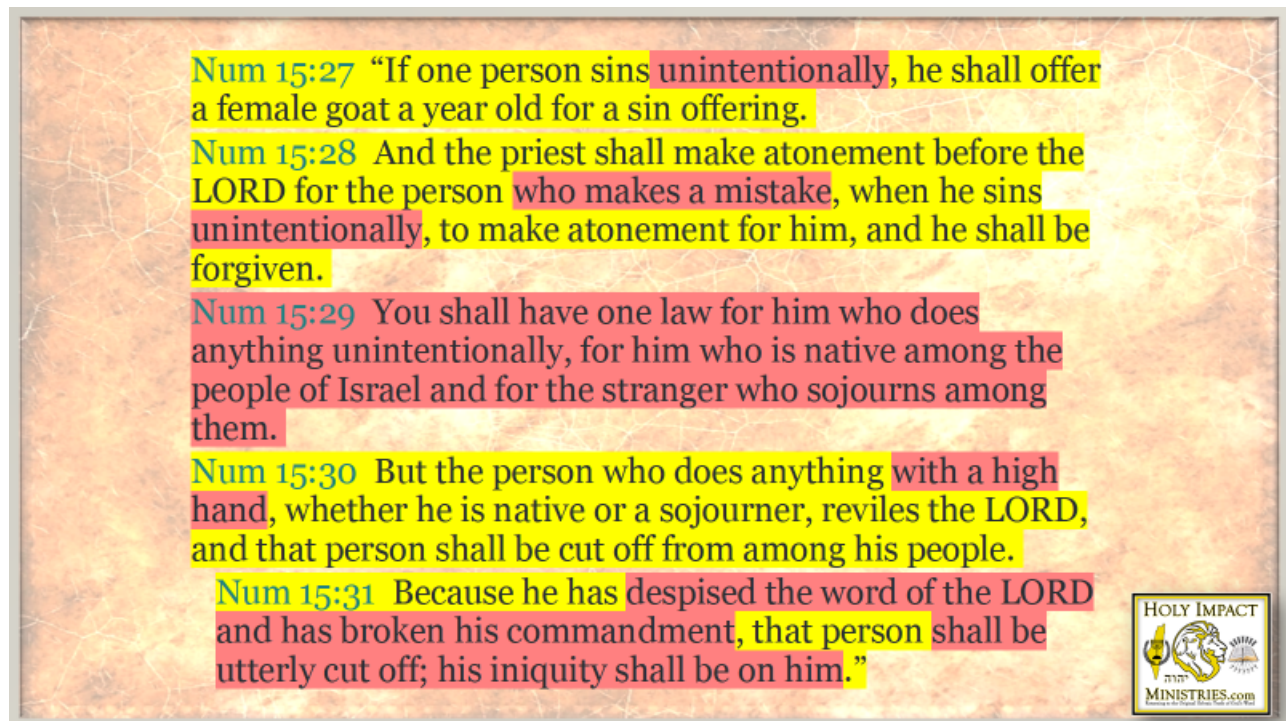 Num 15:27 “If one person sins unintentionally, he shall offer
a female goat a year old for a sin offering.
Num 15:28 And the priest shall make atonement before the
LORD for the person who makes a mistake, when he sins
unintentionally, to make atonement for him, and he shall be
forgiven.
Num 15:29 You shall have one law for him who does
anything unintentionally, for him who is native among the
people of Israel and for the stranger who sojourns among
them.
Num 15:30 But the person who does anything with a high
hand, whether he is native or a sojourner, reviles the LORD,
and that person shall be cut off from among his people.
Num 15:31 Because he has despised the word of the LORD
and has broken his commandment, that person shall be
utterly cut off; his iniquity shall be on him.”
HOLY IMPACT
יהוה
MINISTRIES.com